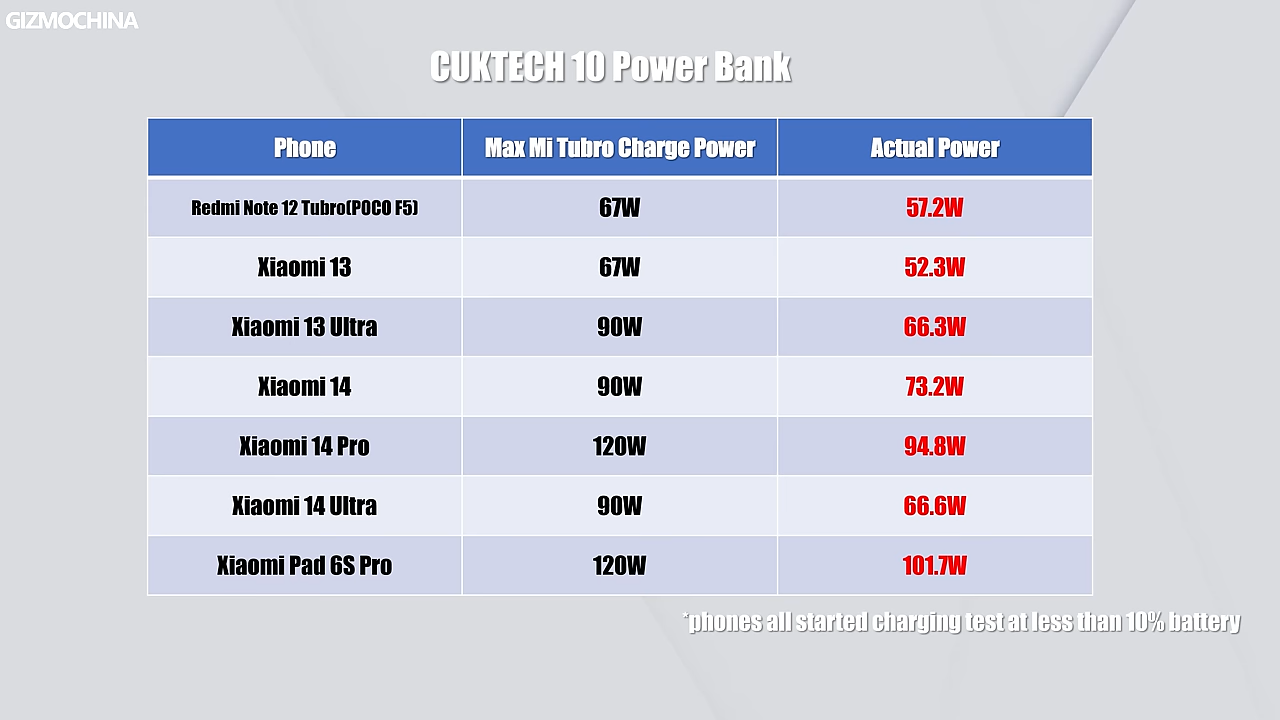 GIZMOCHINA
CUKTECH 10 Power Bank
Phone Max Mi Tubro Charge Power Actual Power
Redmi Note 12 Tubro(POCO F5) 67W 57.2W
Xiaomi 13 67W 52.3W
Xiaomi 13 Ultra 90W 66.3W
Xiaomi 14 90W 73.2W
Xiaomi 14 Pro 120W 94.8W
Xiaomi 14 Ultra 90W 66.6W
Xiaomi Pad 6S Pro 120W 101.7W
*phones all started charging test at less than 10% battery